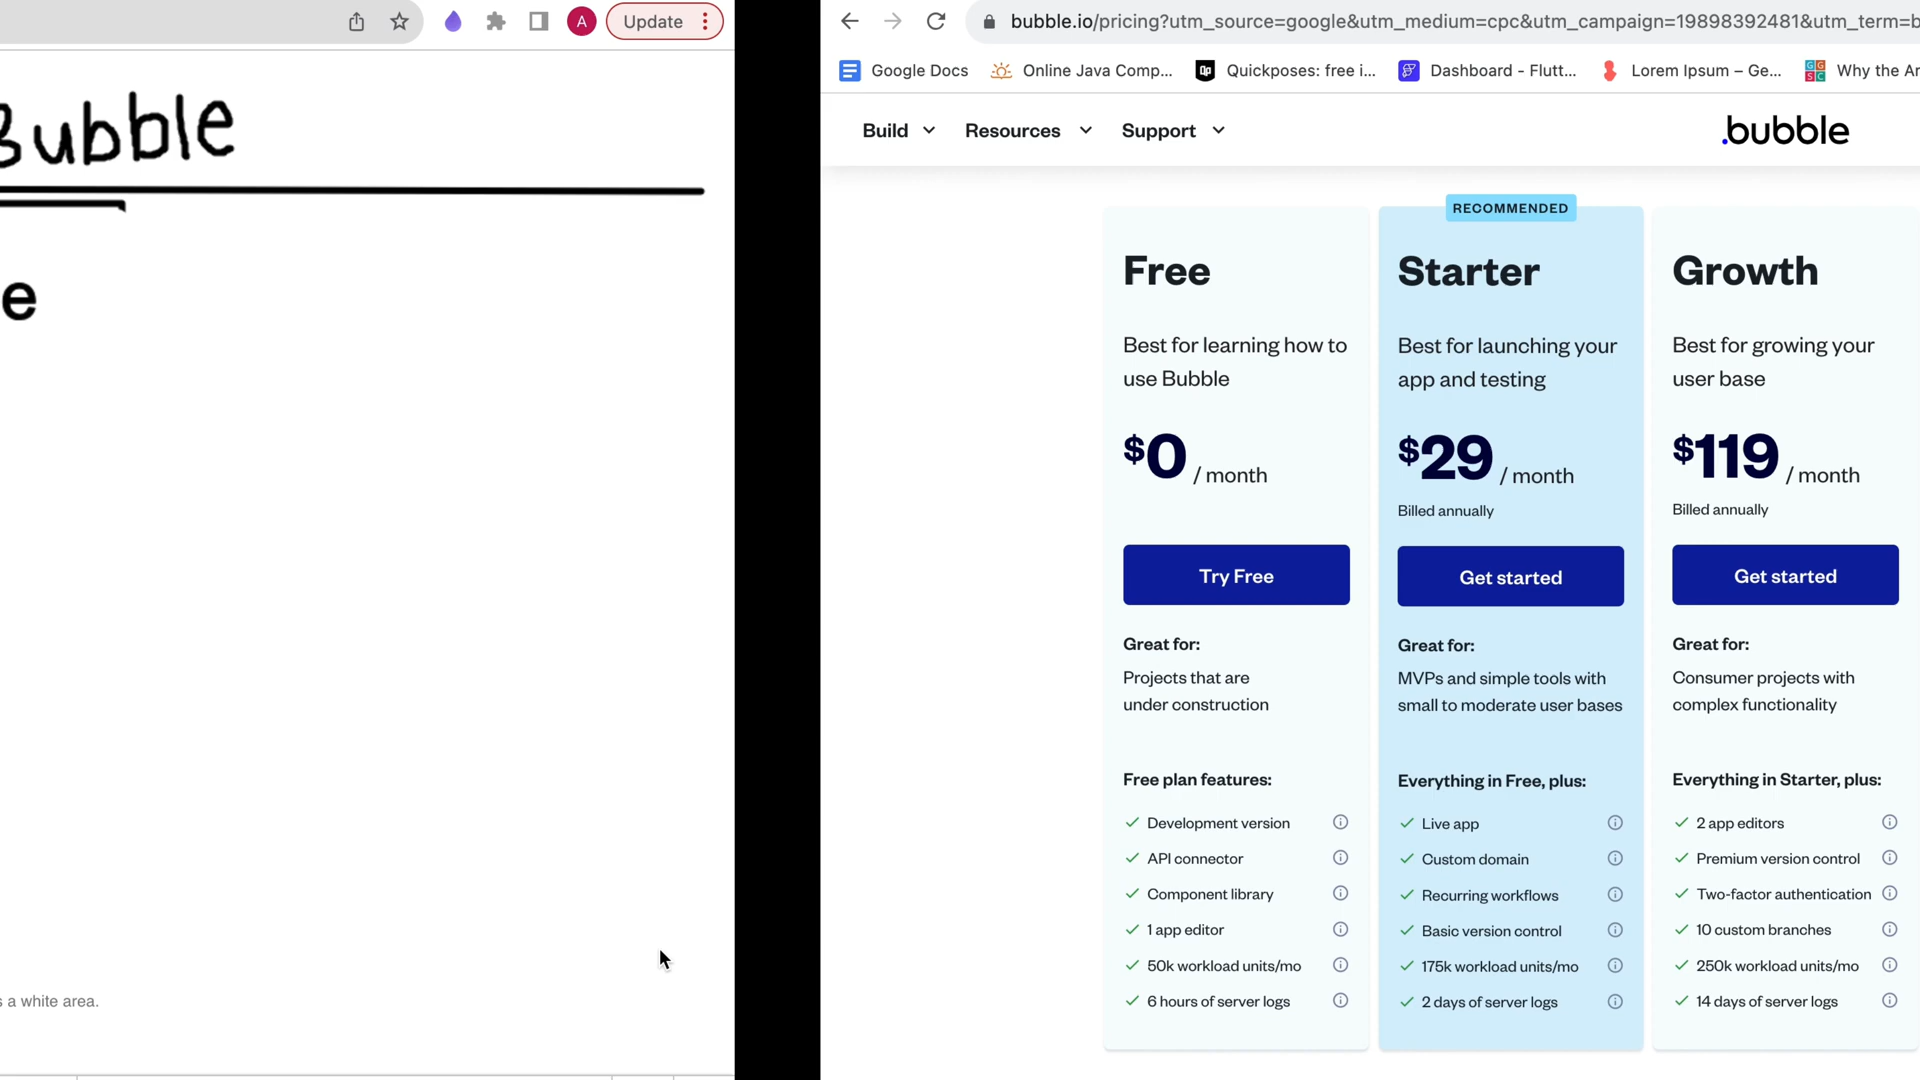 A
Update
Bubble
e
s a white area.
bubble.io/pricing?utm_source=google&utm_medium=cpc&utm_campaign=19898392481&utm_term=b
Google Docs
Online Java Comp...
Quickposes: free i...
Dashboard - Flutt...
Lorem Ipsum – Ge...
Why the Ar
Build
Resources
Support
.bubble
Free
Best for learning how to
use Bubble
$0 / month
Try Free
Great for:
Projects that are
under construction
Free plan features:
Development version
API connector
Component library
1 app editor
50k workload units/mo
6 hours of server logs
RECOMMENDED
Starter
Best for launching your
app and testing
$29 / month
Billed annually
Get started
Great for:
MVPs and simple tools with
small to moderate user bases
Everything in Free, plus:
Live app
Custom domain
Recurring workflows
Basic version control
175k workload units/mo
2 days of server logs
Growth
Best for growing your
user base
$119 / month
Billed annually
Get started
Great for:
Consumer projects with
complex functionality
Everything in Starter, plus:
2 app editors
Premium version control
Two-factor authentication
10 custom branches
250k workload units/mo
14 days of server logs